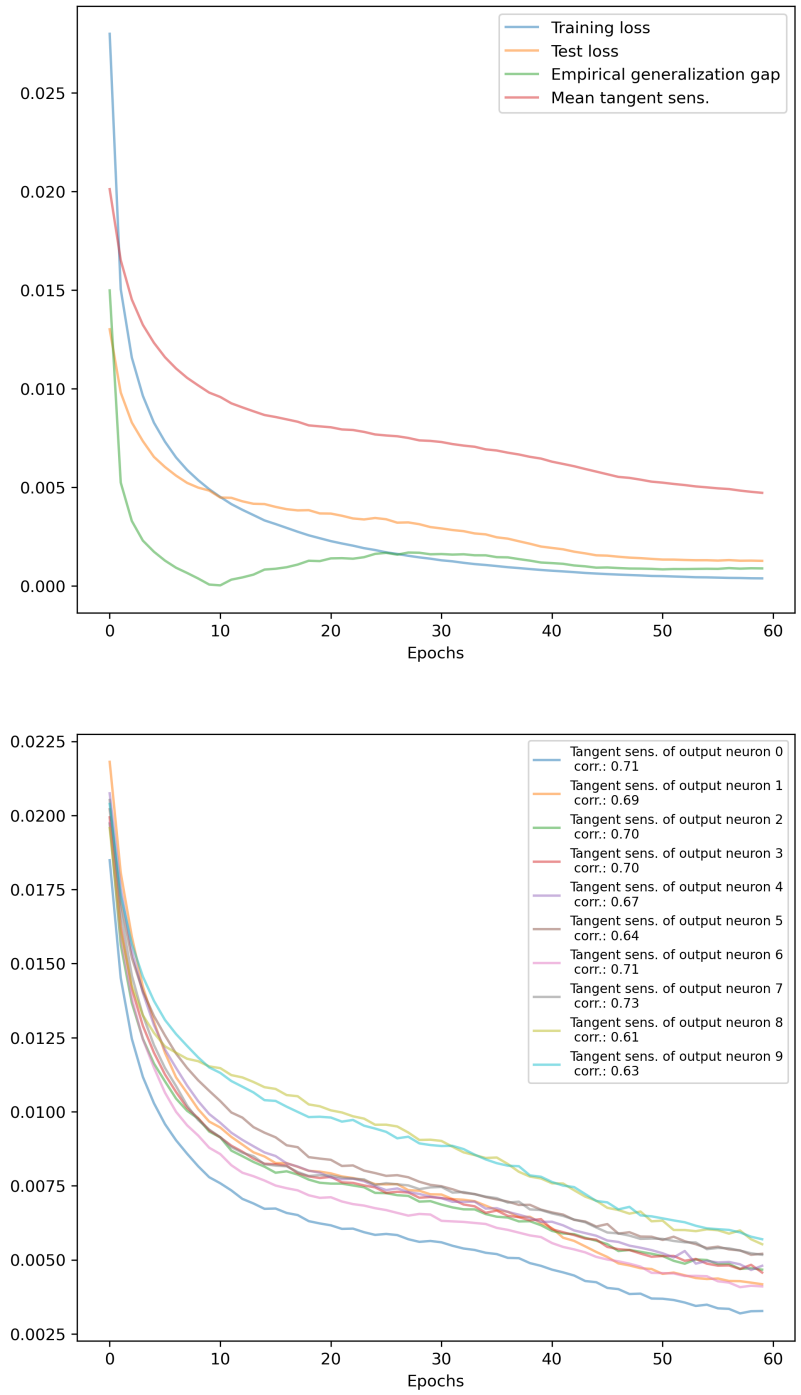 Training loss
Test loss
Empirical generalization gap
Mean tangent sens.
0.025
0.020
0.015
0.010
0.005
0.000
0 10 20 30 40 50 60
Epochs
0.0225
0.0200
0.0175
0.0150
0.0125
0.0100
0.0075
0.0050
0.0025
Tangent sens. of output neuron 0
corr.: 0.71
Tangent sens. of output neuron 1
corr.: 0.69
Tangent sens. of output neuron 2
corr.: 0.70
Tangent sens. of output neuron 3
corr.: 0.70
Tangent sens. of output neuron 4
corr.: 0.67
Tangent sens. of output neuron 5
corr.: 0.64
Tangent sens. of output neuron 6
corr.: 0.71
Tangent sens. of output neuron 7
corr.: 0.73
Tangent sens. of output neuron 8
corr.: 0.61
Tangent sens. of output neuron 9
corr.: 0.63
0 10 20 30 40 50 60
Epochs